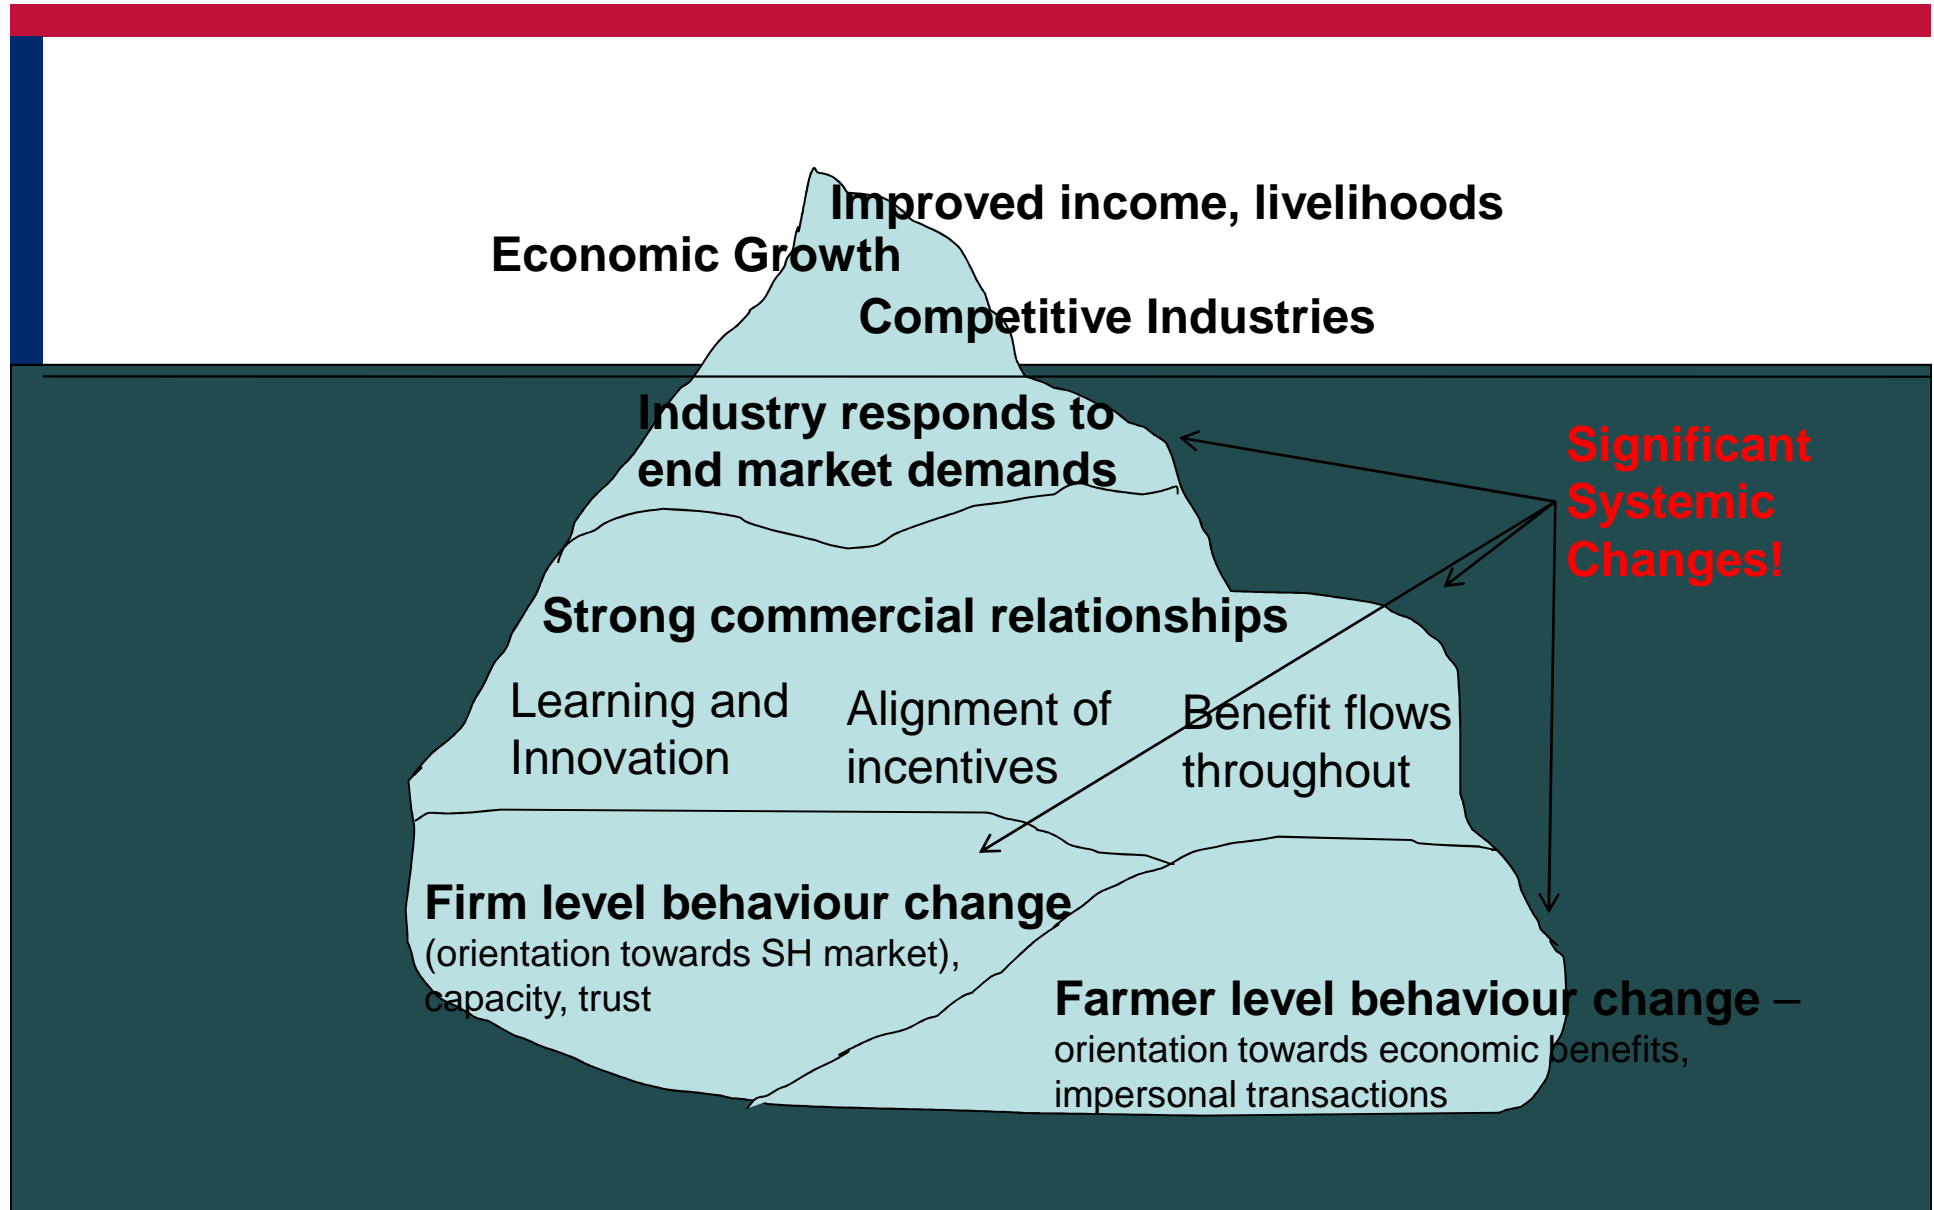 Improved income, livelihoods
Economic Growth
Competitive Industries
Industry responds to
end market demands
Significant
Systemic
Changes!
Strong commercial relationships
Learning and
Innovation
Alignment of
incentives
Benefit flows
throughout
Firm level behaviour change
(orientation towards SH market),
capacity, trust
Farmer level behaviour change –
orientation towards economic benefits,
impersonal transactions